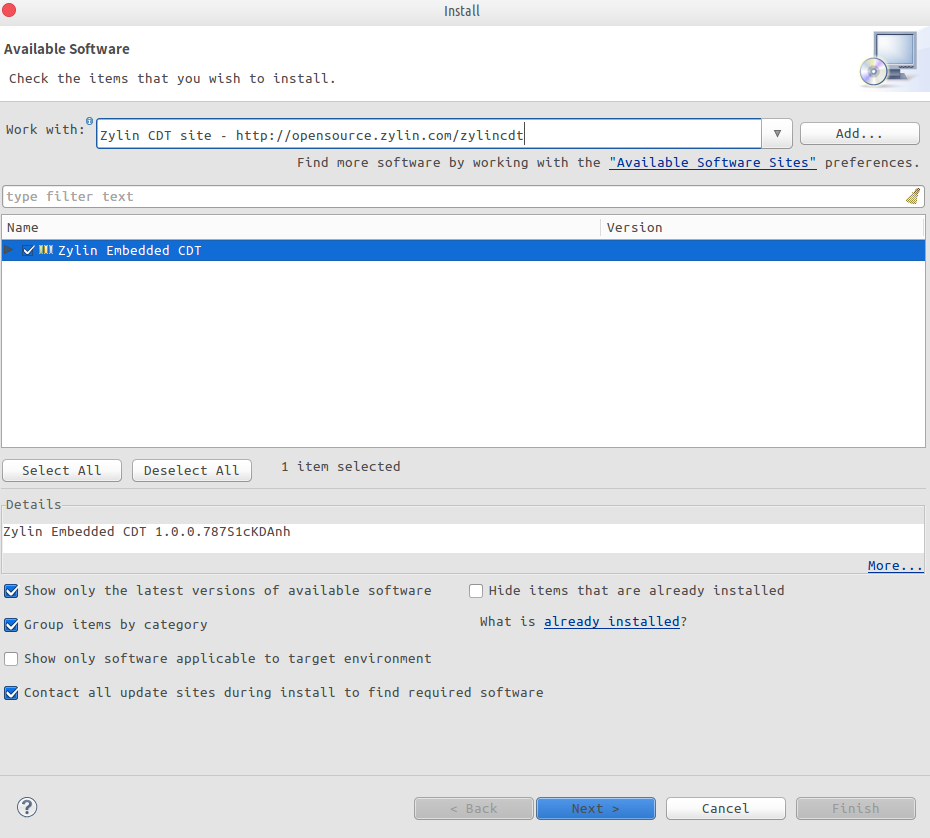 Install
Available Software
Check the items that you wish to install.
Work with:
Zylin CDT site - http://opensource.zylin.com/zylincdt
Add...
Find more software by working with the "Available Software Sites" preferences.
type filter text
Name Version
Zylin Embedded CDT
Select All Deselect All 1 item selected
Details
Zylin Embedded CDT 1.0.0.787S1cKDAnh
More...
Show only the latest versions of available software Hide items that are already installed
Group items by category What is already installed?
Show only software applicable to target environment
Contact all update sites during install to find required software
? < Back Next > Cancel Finish